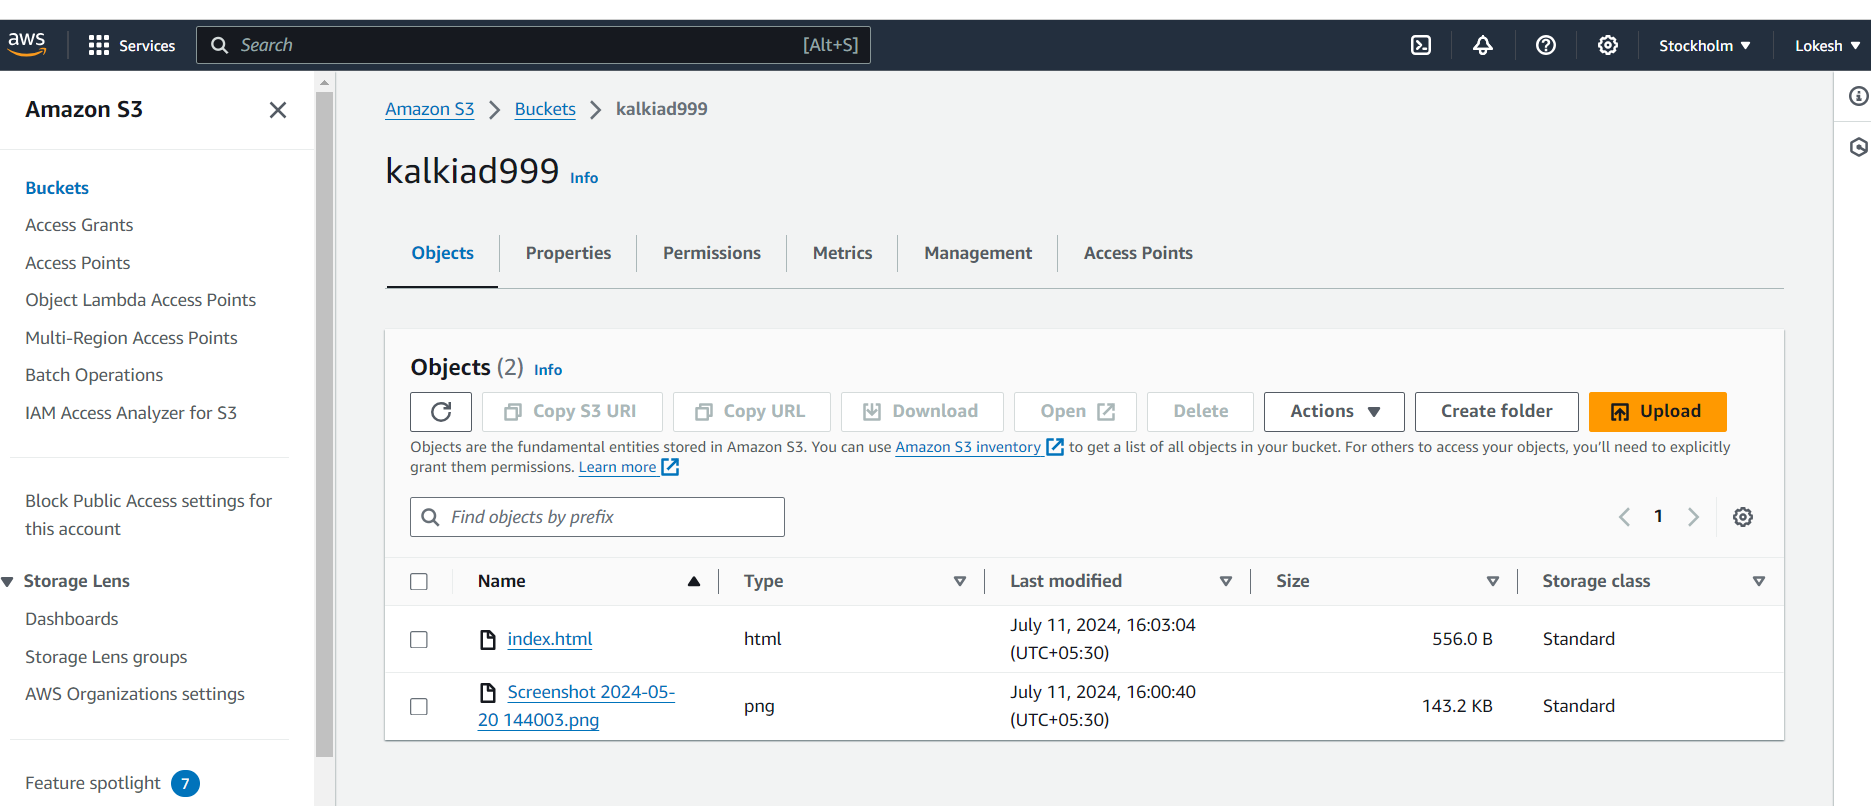 aws
Services
Search
[Alt+S]
Stockholm
Lokesh
Amazon S3
Buckets
Access Grants
Access Points
Object Lambda Access Points
Multi-Region Access Points
Batch Operations
IAM Access Analyzer for S3
Block Public Access settings for
this account
Storage Lens
Dashboards
Storage Lens groups
AWS Organizations settings
Feature spotlight 7
Amazon S3 Buckets kalkiad999
kalkiad999 Info
Objects Properties Permissions Metrics Management Access Points
Objects (2) Info
Copy S3 URI Copy URL Download Open Delete Actions Create folder Upload
Objects are the fundamental entities stored in Amazon S3. You can use Amazon S3 inventory to get a list of all objects in your bucket. For others to access your objects, you’ll need to explicitly
grant them permissions. Learn more
Find objects by prefix
1
Name Type Last modified Size Storage class
index.html html July 11, 2024, 16:03:04
(UTC+05:30) 556.0 B Standard
Screenshot 2024-05-
20 144003.png png July 11, 2024, 16:00:40
(UTC+05:30) 143.2 KB Standard